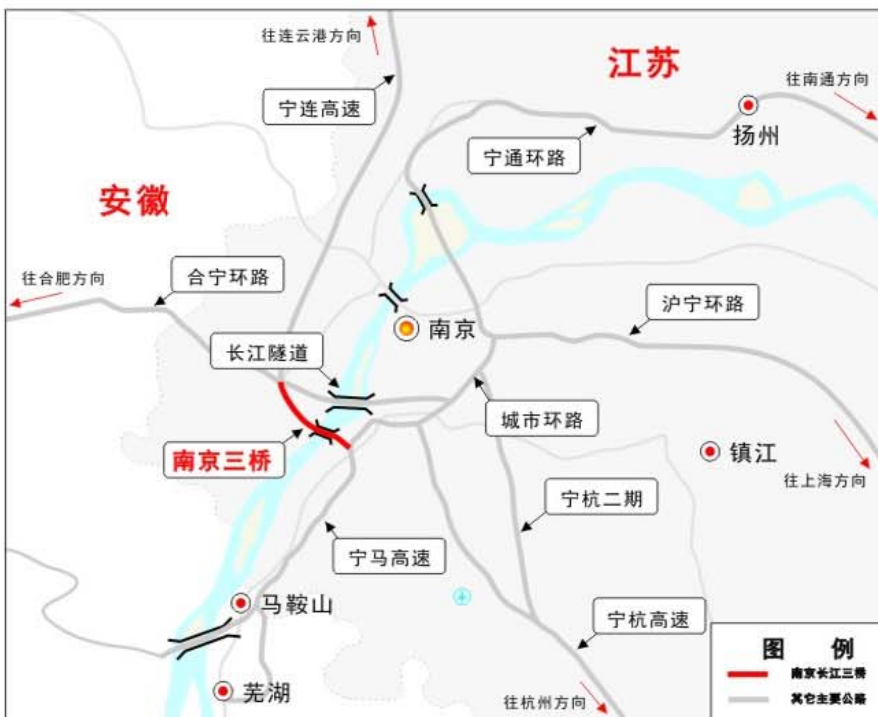 往连云港方向
江苏
往南通方向
宁连高速
扬州
宁通环路
安徽
合宁环路
往合肥方向
沪宁环路
南京
长江隧道
城市环路
南京三桥
镇江
往上海方向
宁杭二期
宁马高速
马鞍山
宁杭高速
图 例
南京长江三桥
芜湖
往杭州方向
其它主要公路